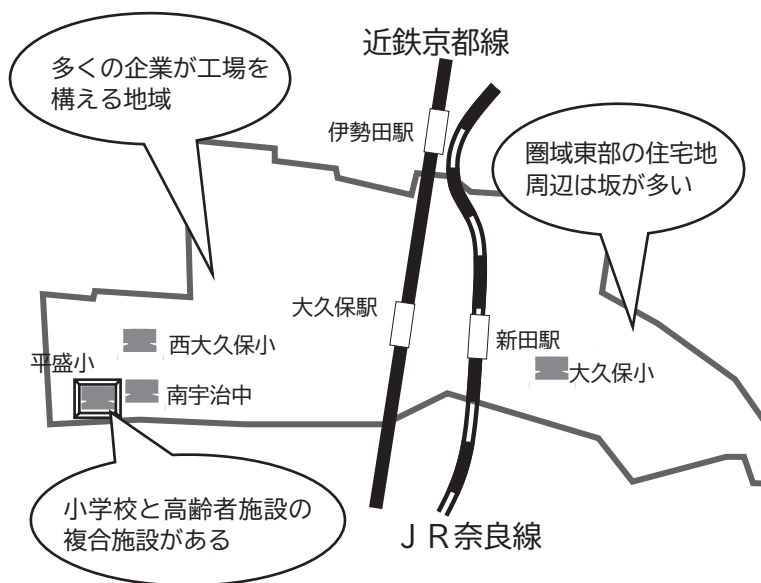 近鉄京都線
多くの企業が工場を
構える地域
伊勢田駅
圏域東部の住宅地
周辺は坂が多い
大久保駅
新田駅
西大久保小
平盛小
大久保小
南宇治中
小学校と高齢者施設の
複合施設がある
ＪＲ奈良線